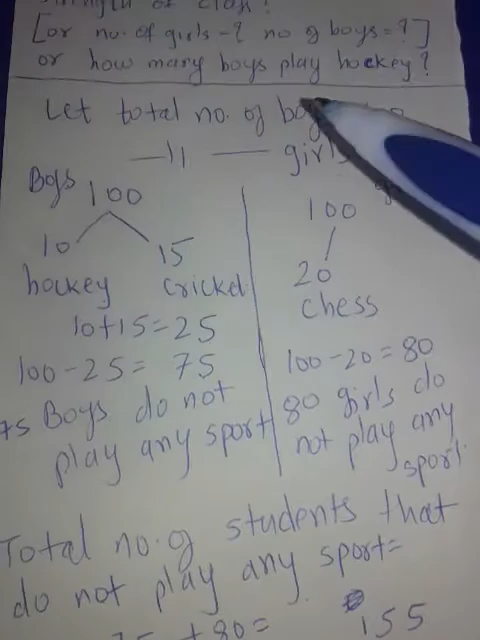 strength of class?
[or no. of girls = ? no of boys = ?]
or how many boys play hockey?
Let total no. of
— 11 — girls
Boys
100
10 15
hockey cricket
10+15=25
100-25= 75
75 Boys do not
play any sport
100
20
chess
100-20=80
80 girls do
not play any
sport.
Total no. of students that
do not play any sport=
+80= 155